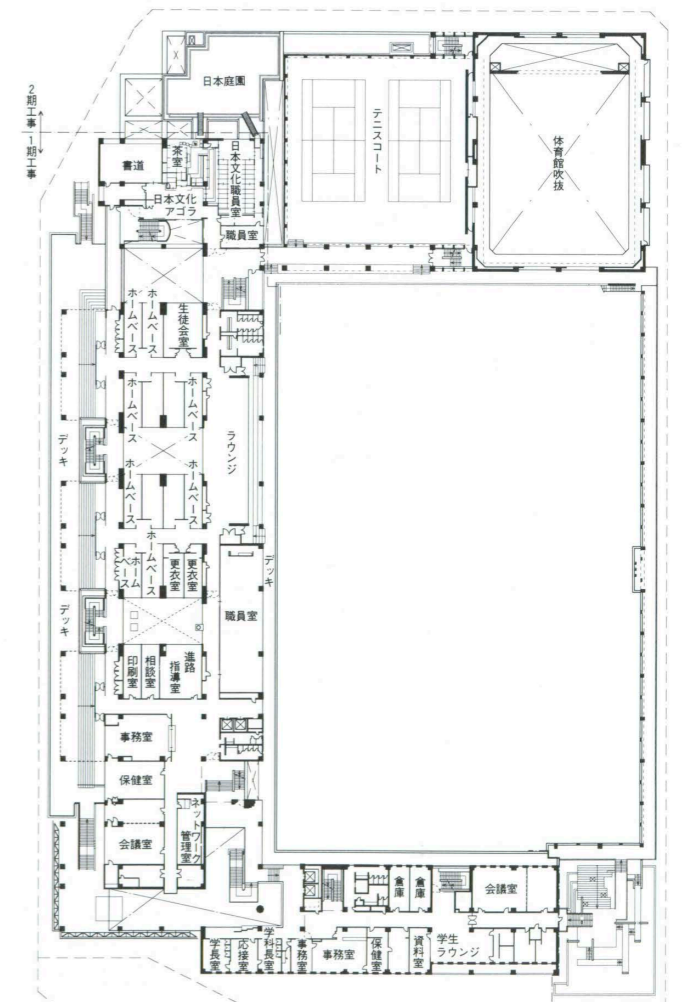 2期工事
1期工事
日本庭園
テニスコート
体育館吹抜
書道
茶室
日本文化職員室
日本文化
アゴラ
職員室
ホームベース
ホームベース
生徒会室
ホームベース
ホームベース
ラウンジ
デッキ
ホームベース
ホームベース
ホームベース
ホーム
ベース
更衣室
更衣室
デッキ
デッキ
職員室
印刷室
相談室
進路
指導室
事務室
保健室
ネットワーク
管理室
会議室
倉庫
倉庫
会議室
学長室
応接室
学科長室
事務室
事務室
保健室
資料室
学生
ラウンジ